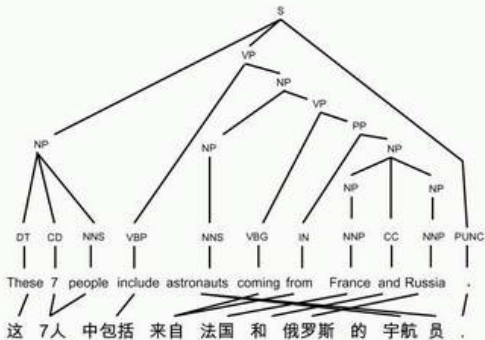 S
VP
NP
VP
NP PP
NP NP
NP NP
DT CD NNS VBP NNS VBG IN NNP CC NNP PUNC
These 7 people include astronauts coming from France and Russia .
这 7人 中包括 来自 法国 和 俄罗斯 的 宇航 员 .